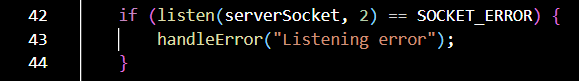 42 if (listen(serverSocket, 2) == SOCKET_ERROR) {
43 handleError("Listening error");
44 }